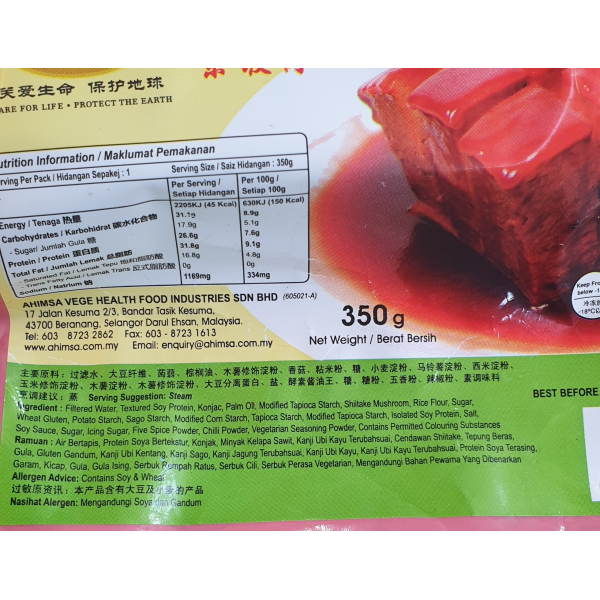 关爱生命 保护地球
ARE FOR LIFE • PROTECT THE EARTH
utrition Information / Maklumat Pemakanan
rving Per Pack / Hidangan Sepakej : 1
Serving Size / Saiz Hidangan : 350g
Per Serving / Setiap Hidangan
Per 100g / Setiap 100g
Energy / Tenaga 热量 2205KJ (45 Kcal) 630KJ (150 Kcal)
Carbohydrates / Karbohidrat 碳水化合物 31.1g 8.9g
- Sugar/ Jumlah Gula 糖 17.9g 5.1g
Protein / Protein 蛋白质 26.6g 7.6g
Total Fat / Jumlah Lemak 总脂肪 31.8g 9.1g
- Saturated Fat / Lemak Tepu 饱和脂肪酸 16.8g 4.8g
- Trans Fatty Acid / Lemak Trans 反式脂肪酸 0g 0g
Sodium / Natrium 钠 1169mg 334mg
AHIMSA VEGE HEALTH FOOD INDUSTRIES SDN BHD (605021-A)
17 Jalan Kesuma 2/3, Bandar Tasik Kesuma,
43700 Beranang, Selangor Darul Ehsan, Malaysia.
Tel: 603 8723 2862 Fax: 603 - 8723 1613
www.ahimsa.com.my Email: enquiry@ahimsa.com.my
350g
Net Weight / Berat Bersih
Keep Fro
below -1
-18°C以
主要原料：过滤水、大豆纤维、蒟蒻、棕榈油、木薯修饰淀粉、香菇、粘米粉、糖、小麦淀粉、马铃薯淀粉、西米淀粉、
玉米修饰淀粉、木薯淀粉、木薯修饰淀粉、大豆分离蛋白、盐、酵素酱油王、糖、糖粉、五香粉、辣椒粉、素调味料
烹调建议：蒸 Serving Suggestion: Steam
BEST BEFORE
Ingredient : Filtered Water, Textured Soy Protein, Konjac, Palm Oil, Modified Tapioca Starch, Shiitake Mushroom, Rice Flour, Sugar,
Wheat Gluten, Potato Starch, Sago Starch, Modified Corn Starch, Tapioca Starch, Modified Tapioca Starch, Isolated Soy Protein, Salt,
Soy Sauce, Sugar, Icing Sugar, Five Spice Powder, Chili Powder, Vegetarian Seasoning Powder, Contains Permitted Colouring Substances
Ramuan : Air Bertapis, Protein Soya Bertekstur, Konjak, Minyak Kelapa Sawit, Kanji Ubi Kayu Terubahsuai, Cendawan Shiitake, Tepung Beras,
Gula, Gluten Gandum, Kanji Ubi Kentang, Kanji Sago, Kanji Jagung Terubahsuai, Kanji Ubi Kayu, Kanji Ubi Kayu Terubahsuai, Protein Soya Terasing,
Garam, Kicap, Gula, Gula Ising, Serbuk Rempah Ratus, Serbuk Cili, Serbuk Perasa Vegetarian, Mengandungi Bahan Pewarna Yang Dibenarkan
Allergen Advice: Contains Soy & Wheat
过敏原资讯：本产品含有大豆及小麦的产品
Nasihat Alergen: Mengandungi Soya dan Gandum